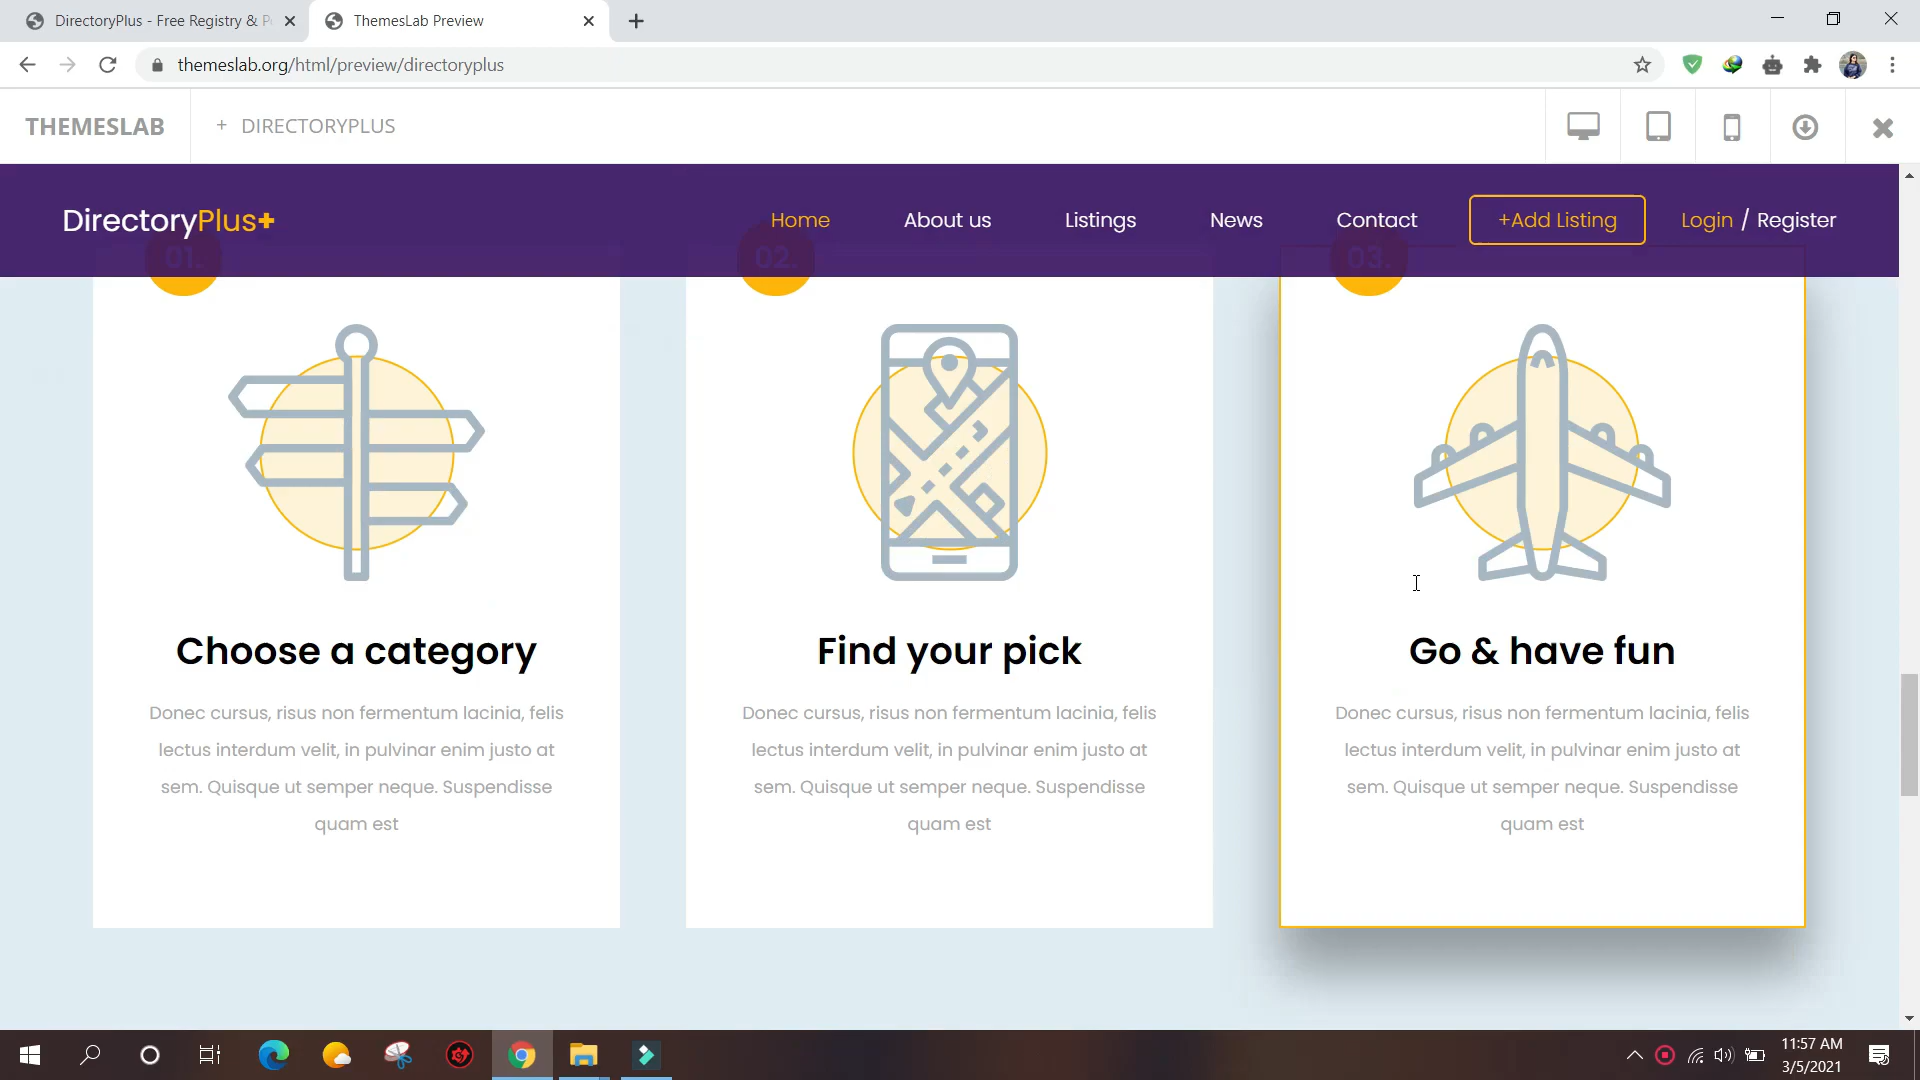 DirectoryPlus - Free Registry & P
ThemesLab Preview
themeslab.org/html/preview/directoryplus
THEMESLAB
+ DIRECTORYPLUS
DirectoryPlus+
Home
About us
Listings
News
Contact
+Add Listing
Login / Register
01.
02.
03.
Choose a category
Donec cursus, risus non fermentum lacinia, felis
lectus interdum velit, in pulvinar enim justo at
sem. Quisque ut semper neque. Suspendisse
quam est
Find your pick
Donec cursus, risus non fermentum lacinia, felis
lectus interdum velit, in pulvinar enim justo at
sem. Quisque ut semper neque. Suspendisse
quam est
Go & have fun
Donec cursus, risus non fermentum lacinia, felis
lectus interdum velit, in pulvinar enim justo at
sem. Quisque ut semper neque. Suspendisse
quam est
11:57 AM
3/5/2021